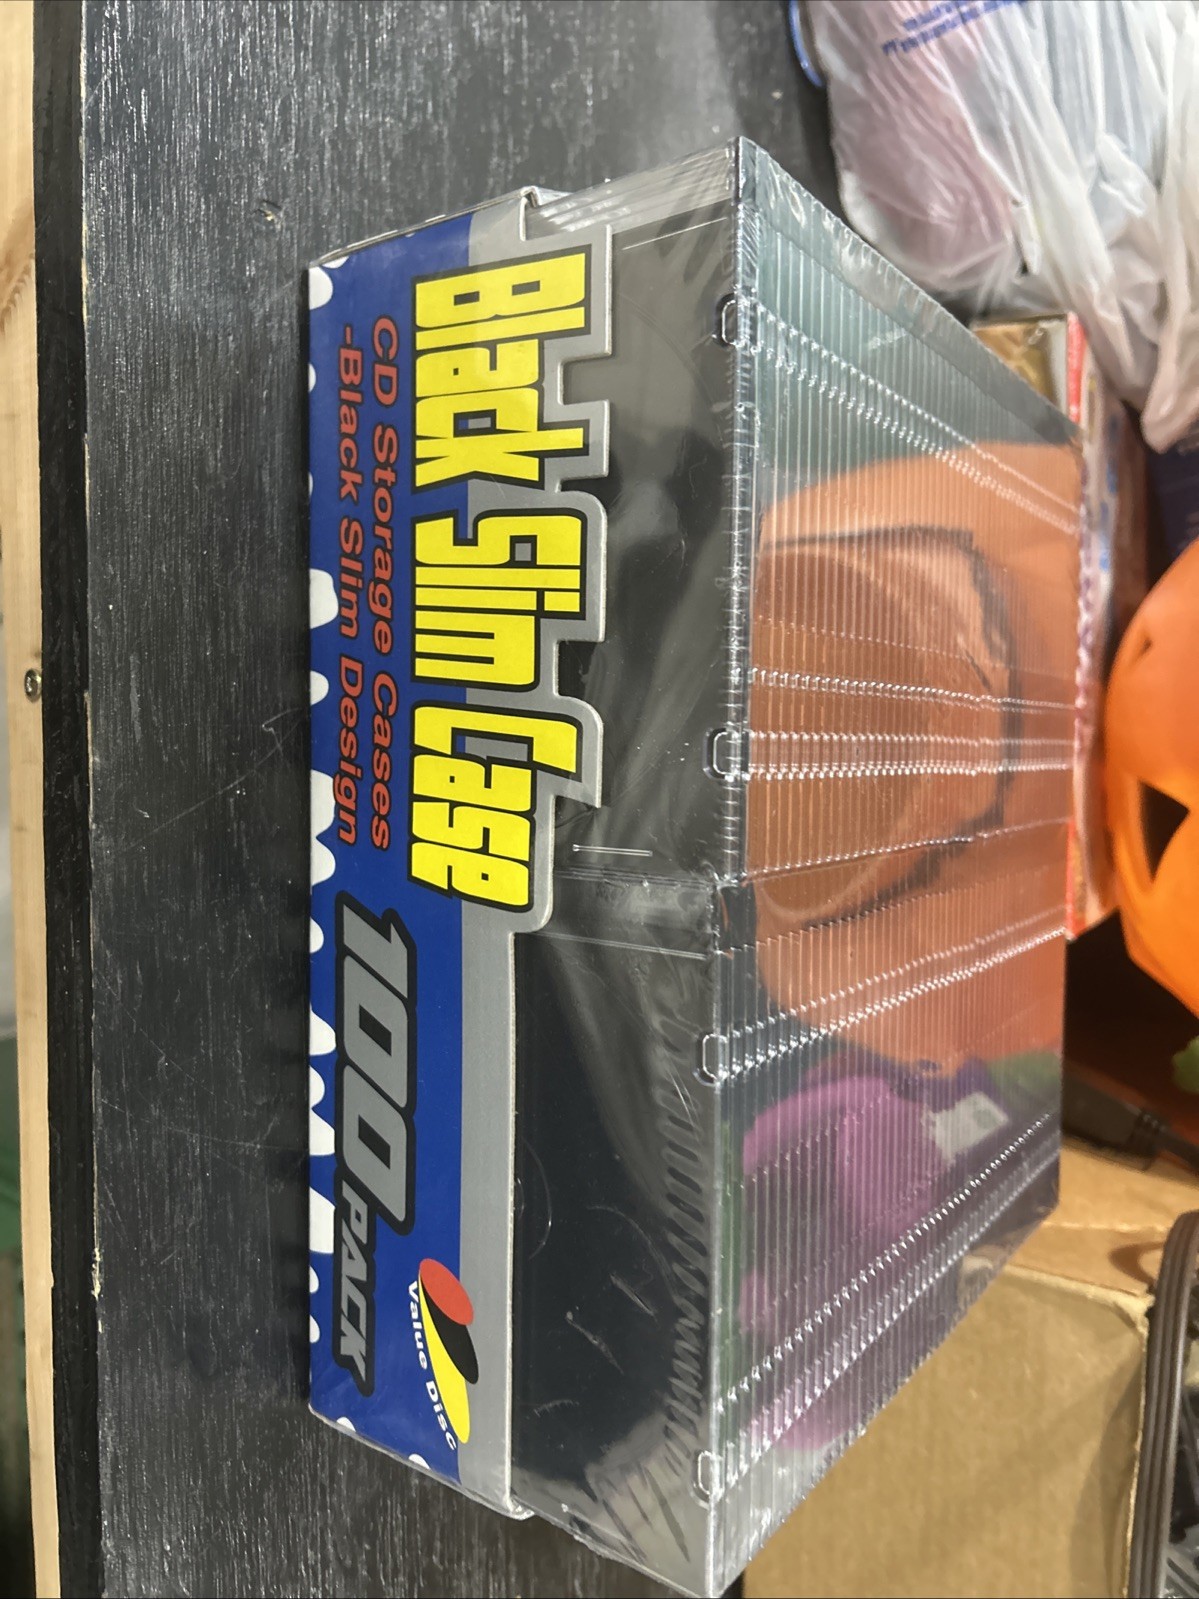 Black Slim Case
CD Storage Cases
-Black Slim Design
100 PACK
Value Disc